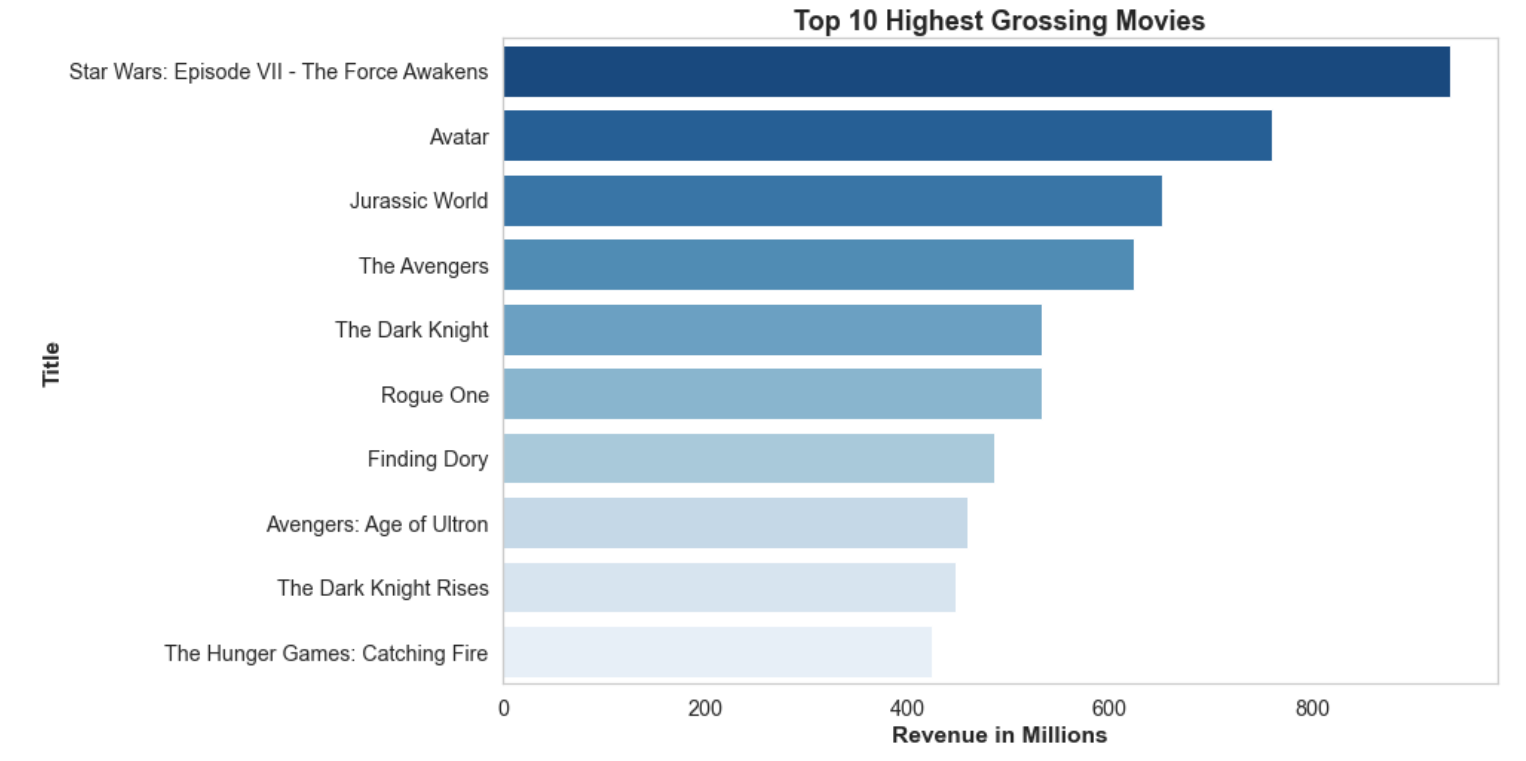 Top 10 Highest Grossing Movies
Star Wars: Episode VII - The Force Awakens
Avatar
Jurassic World
The Avengers
The Dark Knight
Rogue One
Finding Dory
Avengers: Age of Ultron
The Dark Knight Rises
The Hunger Games: Catching Fire
Title
0 200 400 600 800
Revenue in Millions